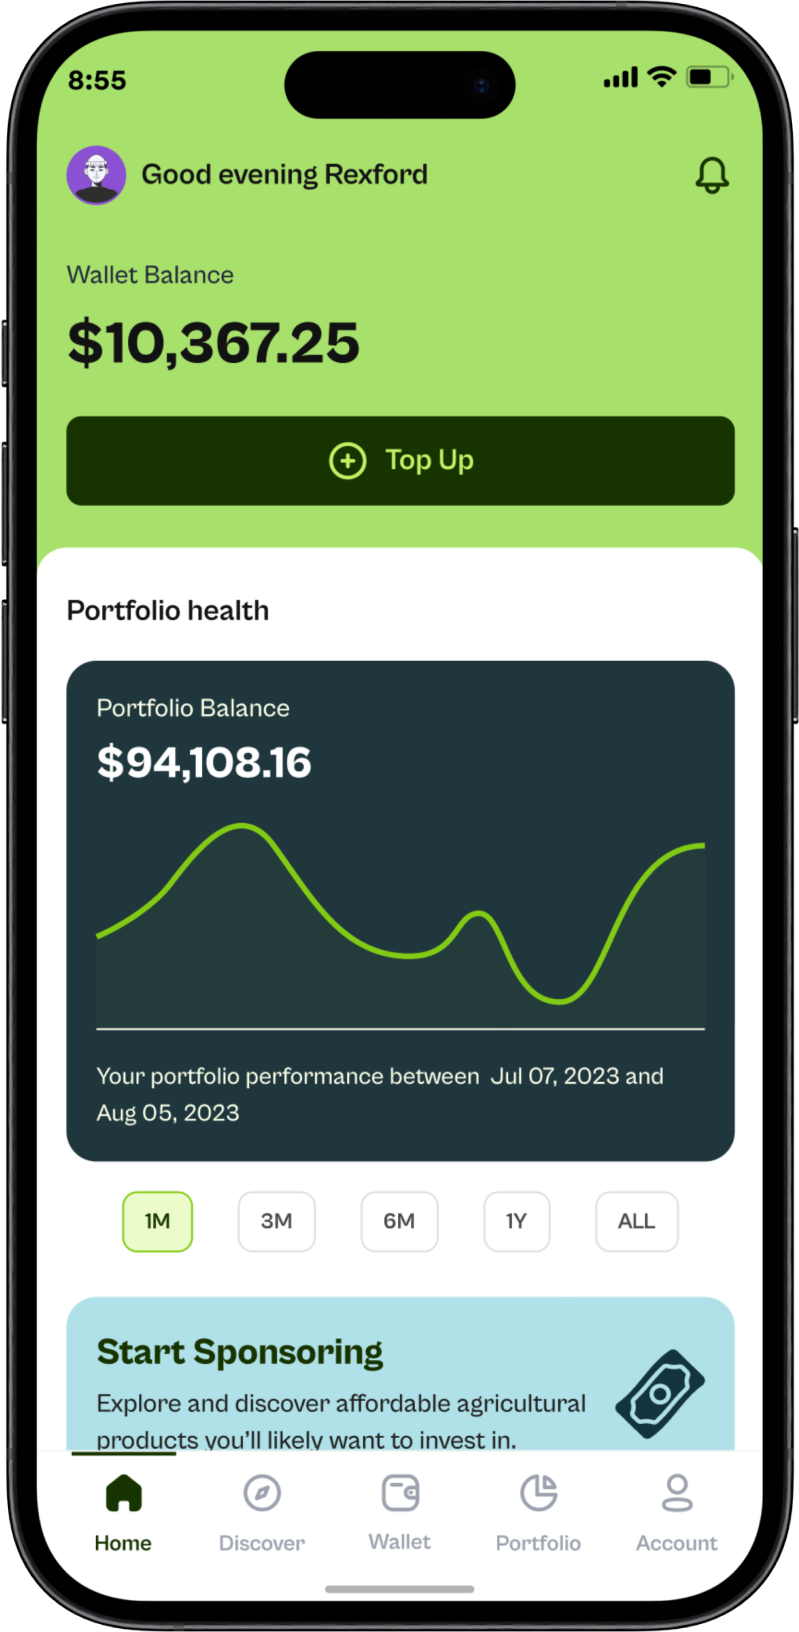 8:55
Good evening Rexford
Wallet Balance
$10,367.25
Top Up
Portfolio health
Portfolio Balance
$94,108.16
Your portfolio performance between  Jul 07, 2023 and
Aug 05, 2023
1M 3M 6M 1Y ALL
Start Sponsoring
Explore and discover affordable agricultural
products you'll likely want to invest in.
Home Discover Wallet Portfolio Account